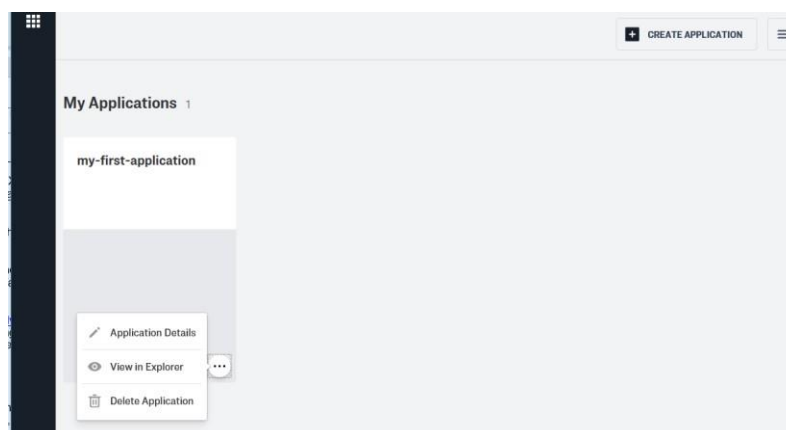 CREATE APPLICATION
My Applications 1
my-first-application
Application Details
View in Explorer
Delete Application